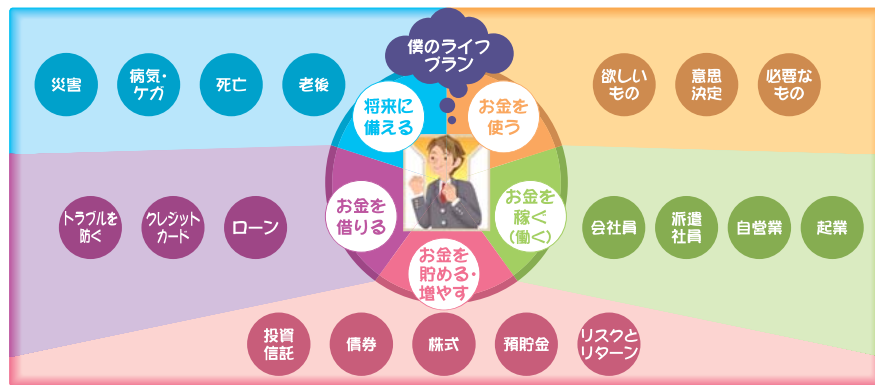 僕のライフ
プラン
将来に
備える
災害
病気・
ケガ
死亡
老後
お金を
使う
欲しい
もの
意思
決定
必要な
もの
お金を
借りる
トラブルを
防ぐ
クレジット
カード
ローン
お金を
稼ぐ
(働く)
会社員
派遣
社員
自営業
起業
お金を
貯める・
増やす
投資
信託
債券
株式
預貯金
リスクと
リターン